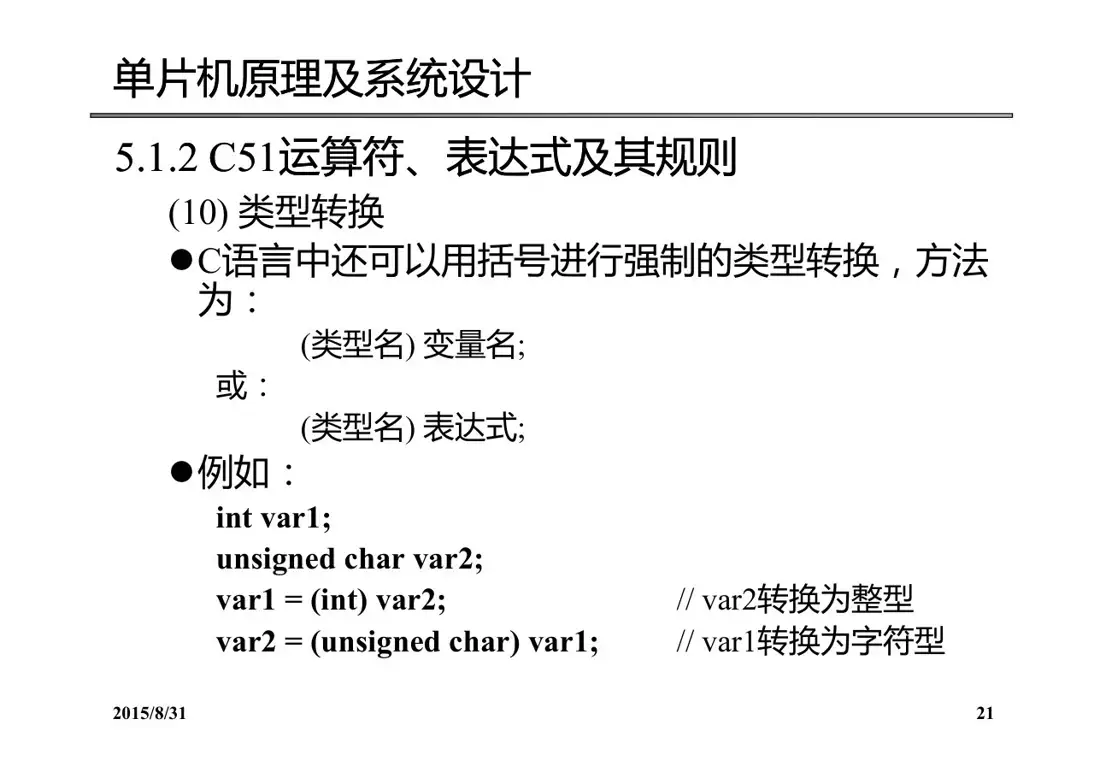 单片机原理及系统设计
5.1.2 C51运算符、表达式及其规则
(10) 类型转换
●C语言中还可以用括号进行强制的类型转换，方法
为：
(类型名) 变量名;
或：
(类型名) 表达式;
●例如：
int var1;
unsigned char var2;
var1 = (int) var2; // var2转换为整型
var2 = (unsigned char) var1; // var1转换为字符型
2015/8/31 21